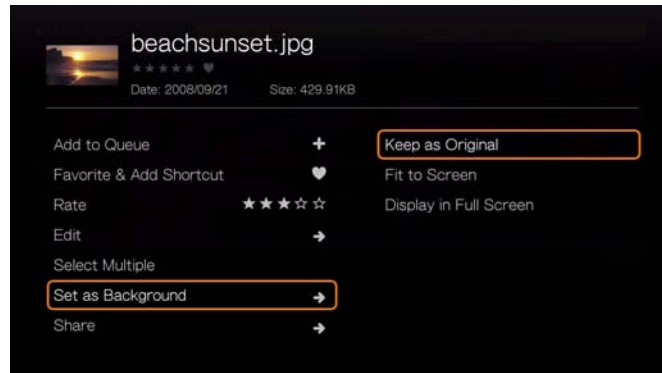 beachsunset.jpg
Date: 2008/09/21 Size: 429.91KB
Add to Queue
Favorite & Add Shortcut
Rate
Edit
Select Multiple
Set as Background
Share
Keep as Original
Fit to Screen
Display in Full Screen